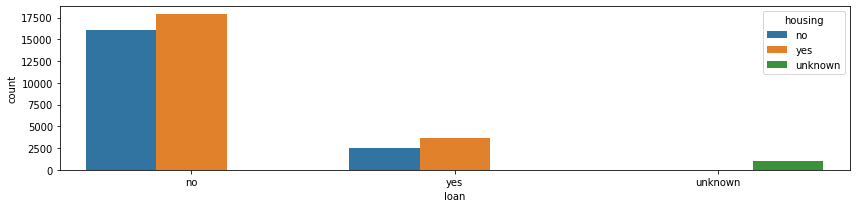 17500
15000
12500
10000
7500
5000
2500
0
count
no
yes
unknown
loan
housing
no
yes
unknown